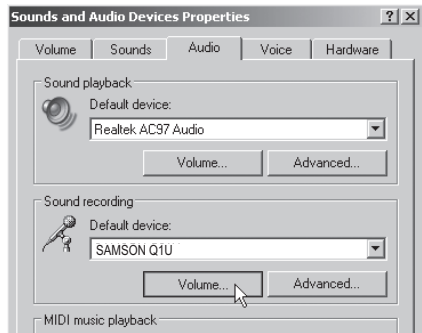 Sounds and Audio Devices Properties ? X
Volume Sounds Audio Voice Hardware
Sound playback
Default device:
Realtek AC97 Audio
Volume... Advanced...
Sound recording
Default device:
SAMSON Q1U
Volume... Advanced...
MIDI music playback